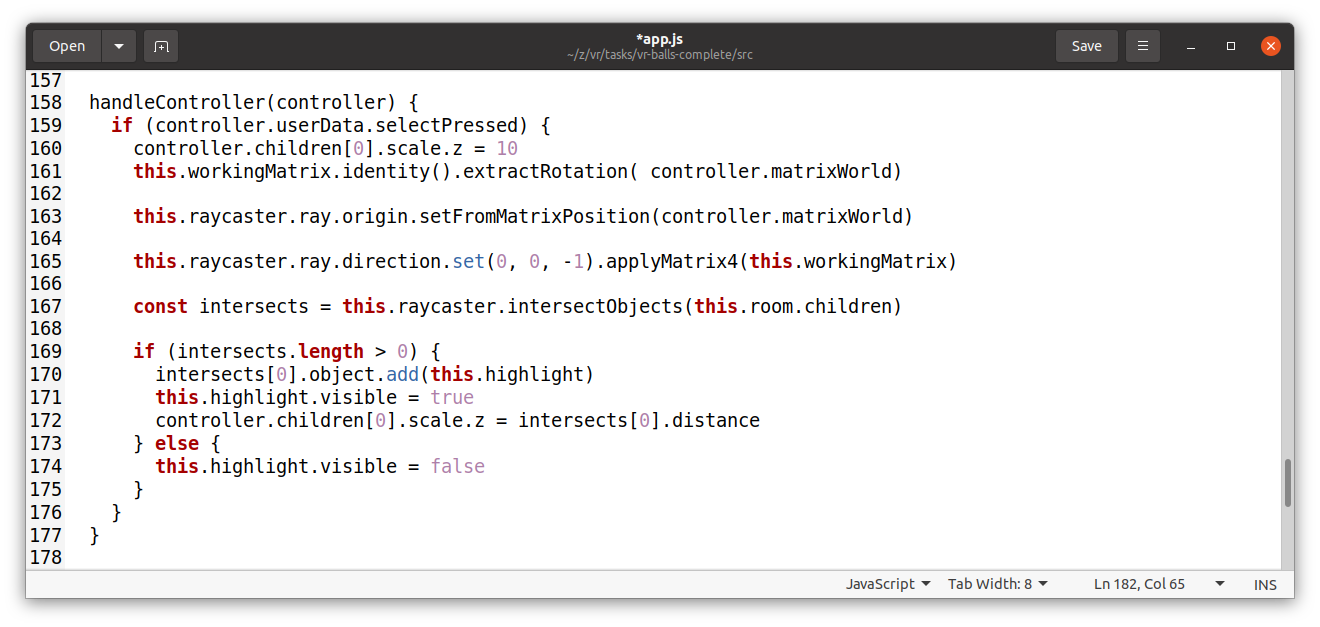 Open
*app.js
~/z/vr/tasks/vr-balls-complete/src
Save
157
158 handleController(controller) {
159 if (controller.userData.selectPressed) {
160 controller.children[0].scale.z = 10
161 this.workingMatrix.identity().extractRotation( controller.matrixWorld)
162
163 this.raycaster.ray.origin.setFromMatrixPosition(controller.matrixWorld)
164
165 this.raycaster.ray.direction.set(0, 0, -1).applyMatrix4(this.workingMatrix)
166
167 const intersects = this.raycaster.intersectObjects(this.room.children)
168
169 if (intersects.length > 0) {
170 intersects[0].object.add(this.highlight)
171 this.highlight.visible = true
172 controller.children[0].scale.z = intersects[0].distance
173 } else {
174 this.highlight.visible = false
175 }
176 }
177 }
178
JavaScript Tab Width: 8 Ln 182, Col 65 INS